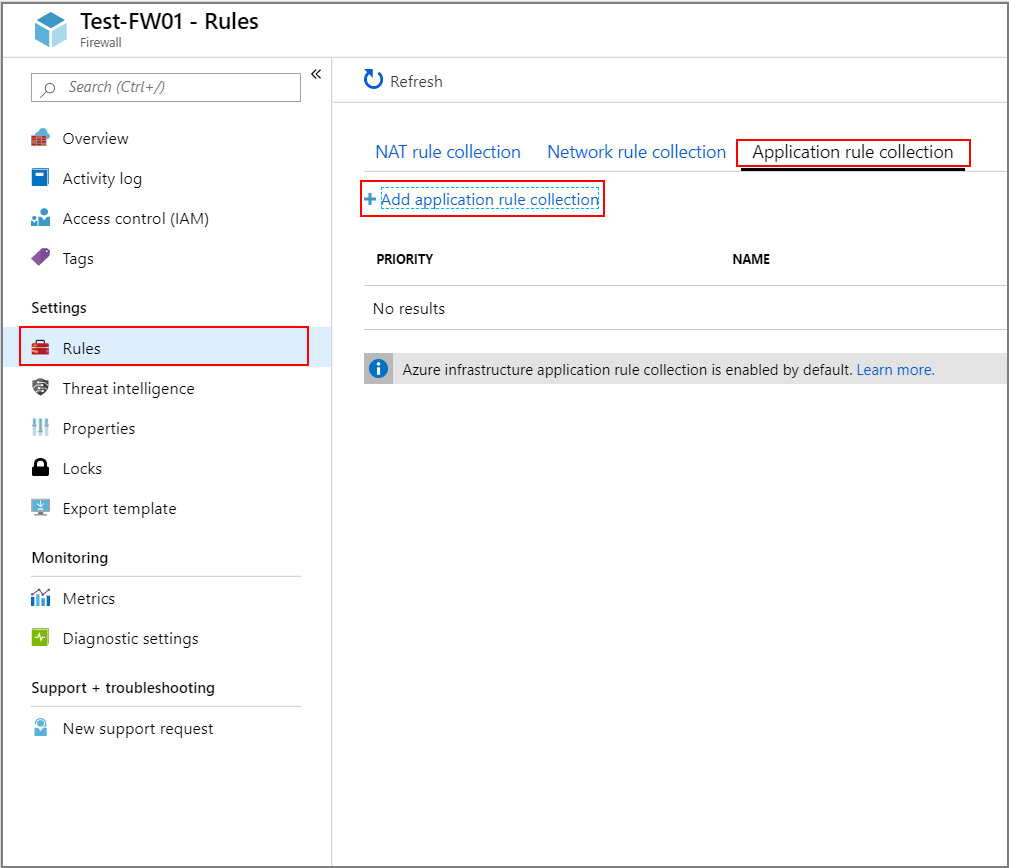 Test-FW01 - Rules
Firewall
Search (Ctrl+/)
«
Overview
Activity log
Access control (IAM)
Tags
Settings
Rules
Threat intelligence
Properties
Locks
Export template
Monitoring
Metrics
Diagnostic settings
Support + troubleshooting
New support request
Refresh
NAT rule collection Network rule collection Application rule collection
+ Add application rule collection
PRIORITY NAME
No results
Azure infrastructure application rule collection is enabled by default. Learn more.